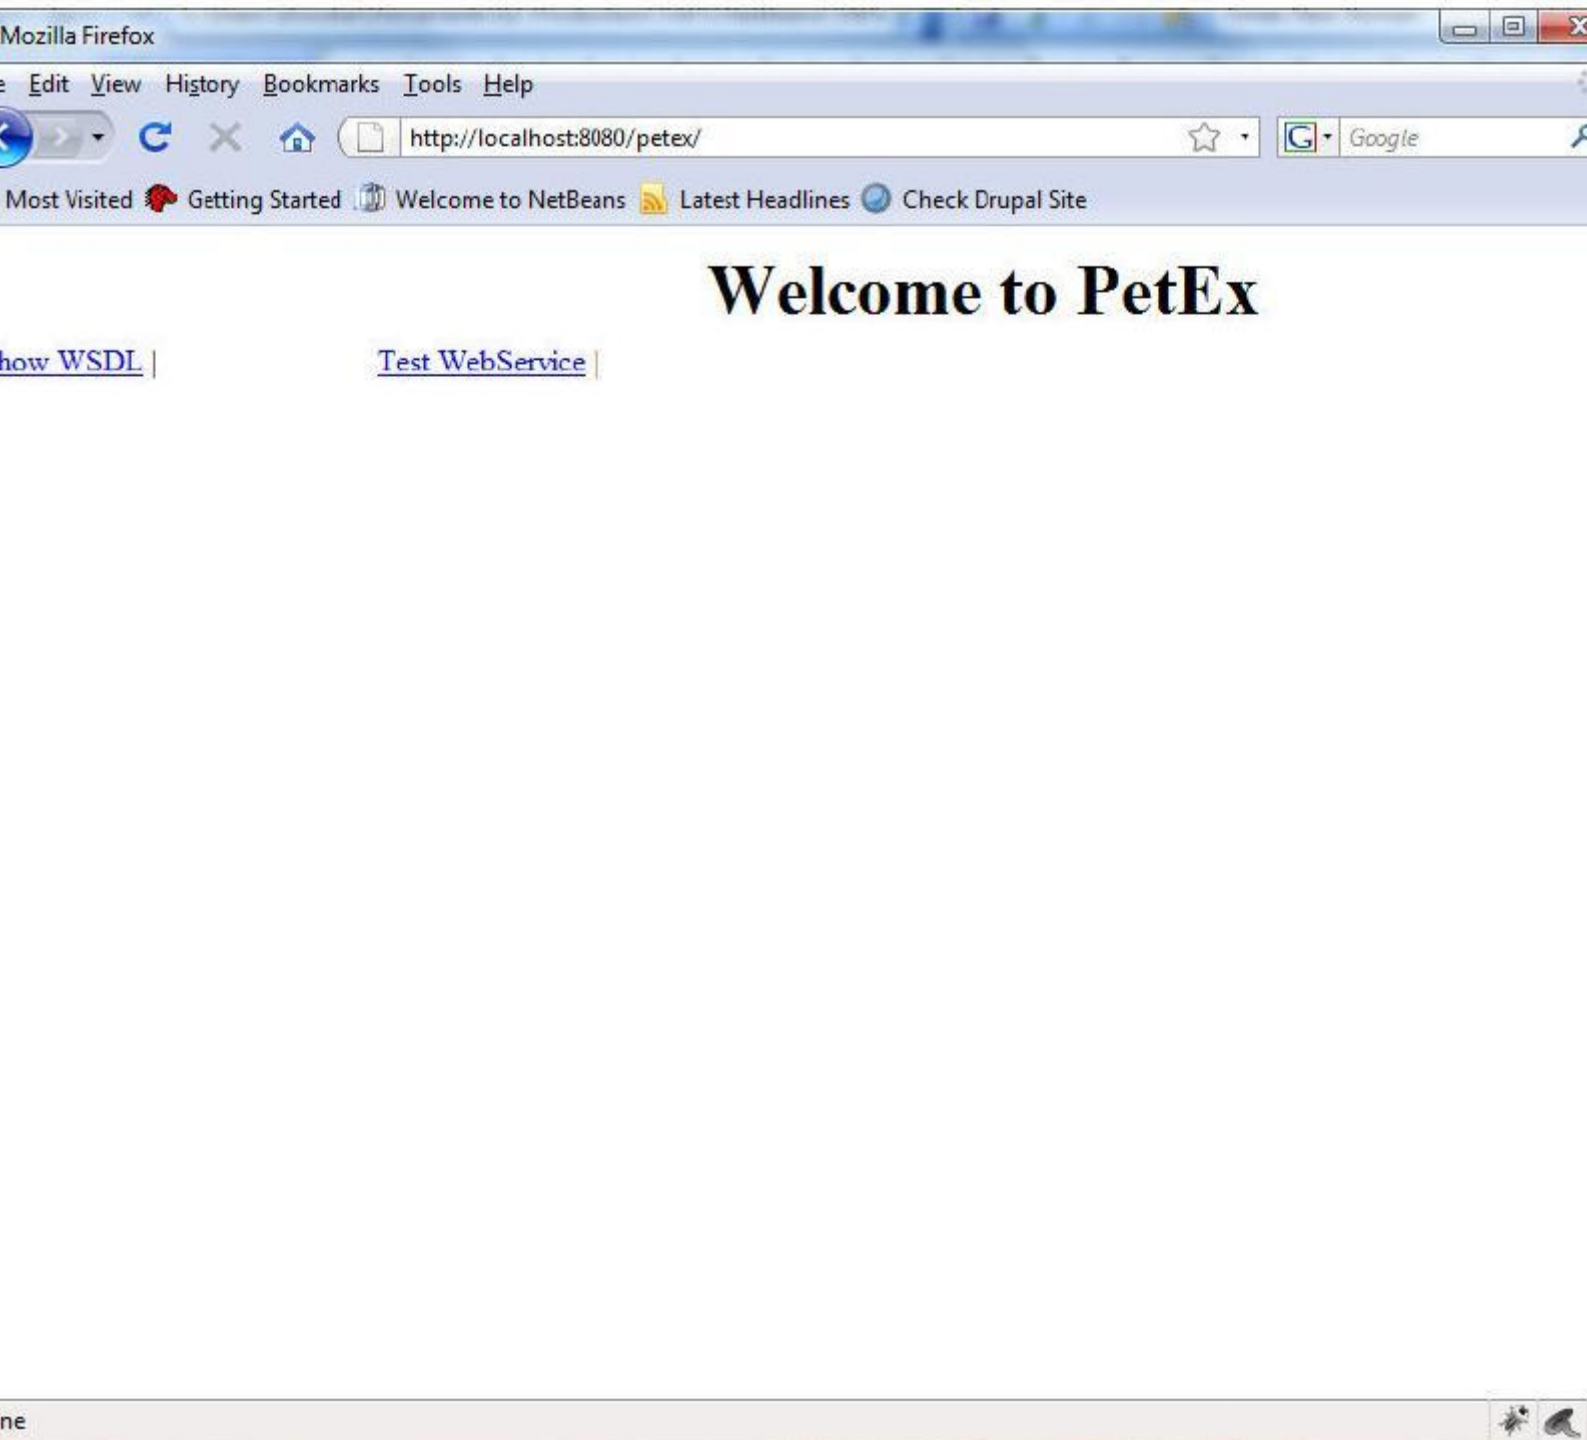 Mozilla Firefox
e Edit View History Bookmarks Tools Help
http://localhost:8080/petex/ G Google
Most Visited Getting Started Welcome to NetBeans Latest Headlines Check Drupal Site
Welcome to PetEx
how WSDL | Test WebService |
ne